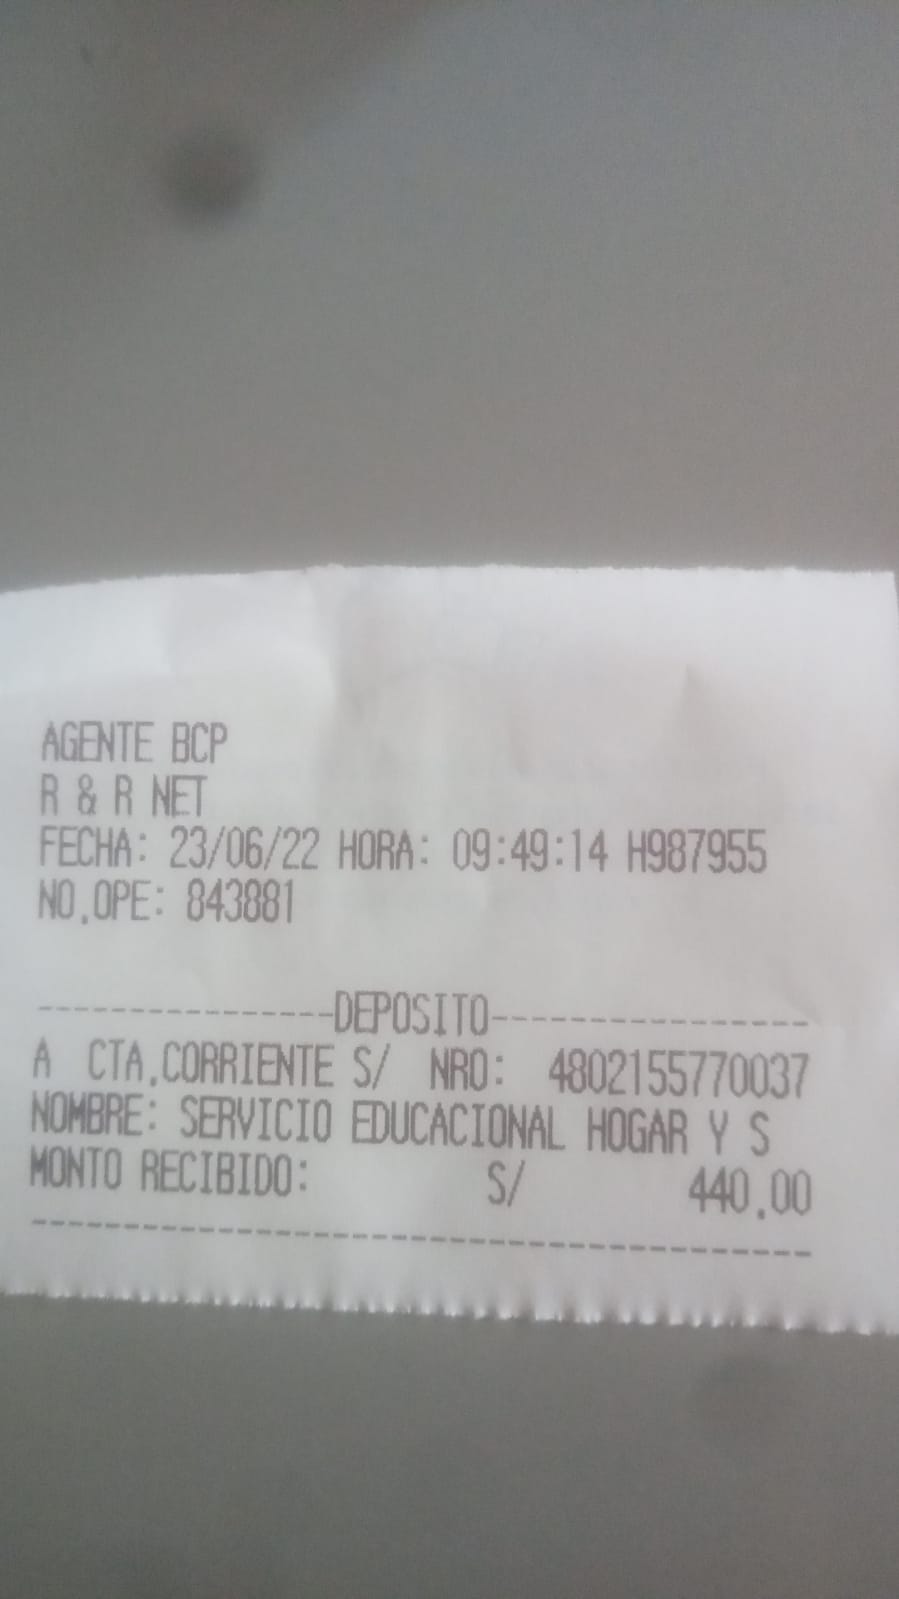 AGENTE BCP
R & R NET
FECHA: 23/06/22 HORA: 09:49:14 H987955
NO.OPE: 843881
----------------DEPOSITO-----------------
A CTA.CORRIENTE S/ NRO: 4802155770037
NOMBRE: SERVICIO EDUCACIONAL HOGAR Y S
MONTO RECIBIDO: S/ 440.00
------------------------------------------